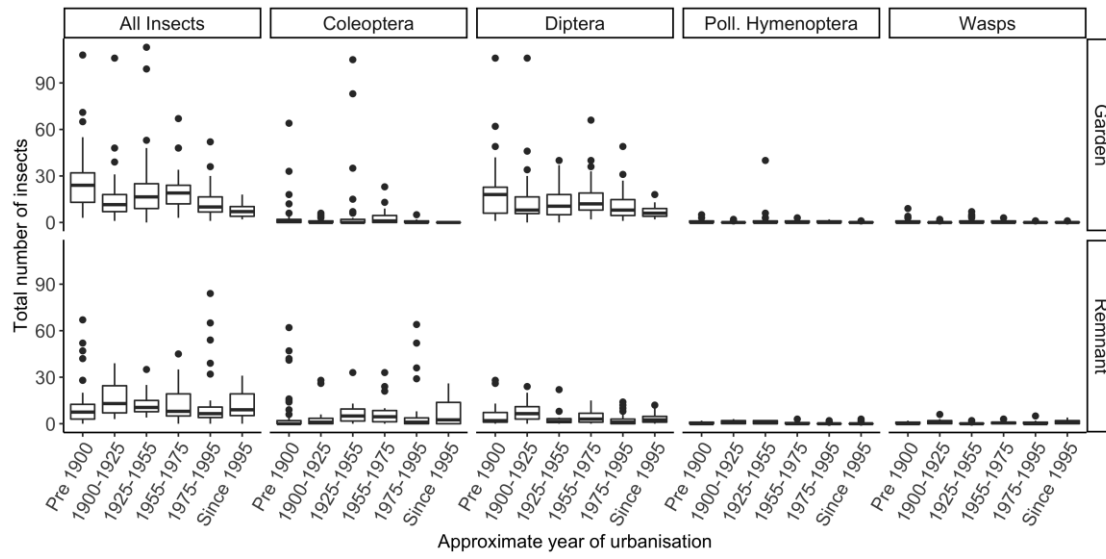 All Insects
Coleoptera
Diptera
Poll. Hymenoptera
Wasps
Total number of insects
90
60
30
0
Garden
90
60
30
0
Remnant
Pre 1900
1900-1925
1925-1955
1955-1975
1975-1995
Since 1995
Pre 1900
1900-1925
1925-1955
1955-1975
1975-1995
Since 1995
Pre 1900
1900-1925
1925-1955
1955-1975
1975-1995
Since 1995
Pre 1900
1900-1925
1925-1955
1955-1975
1975-1995
Since 1995
Pre 1900
1900-1925
1925-1955
1955-1975
1975-1995
Since 1995
Approximate year of urbanisation